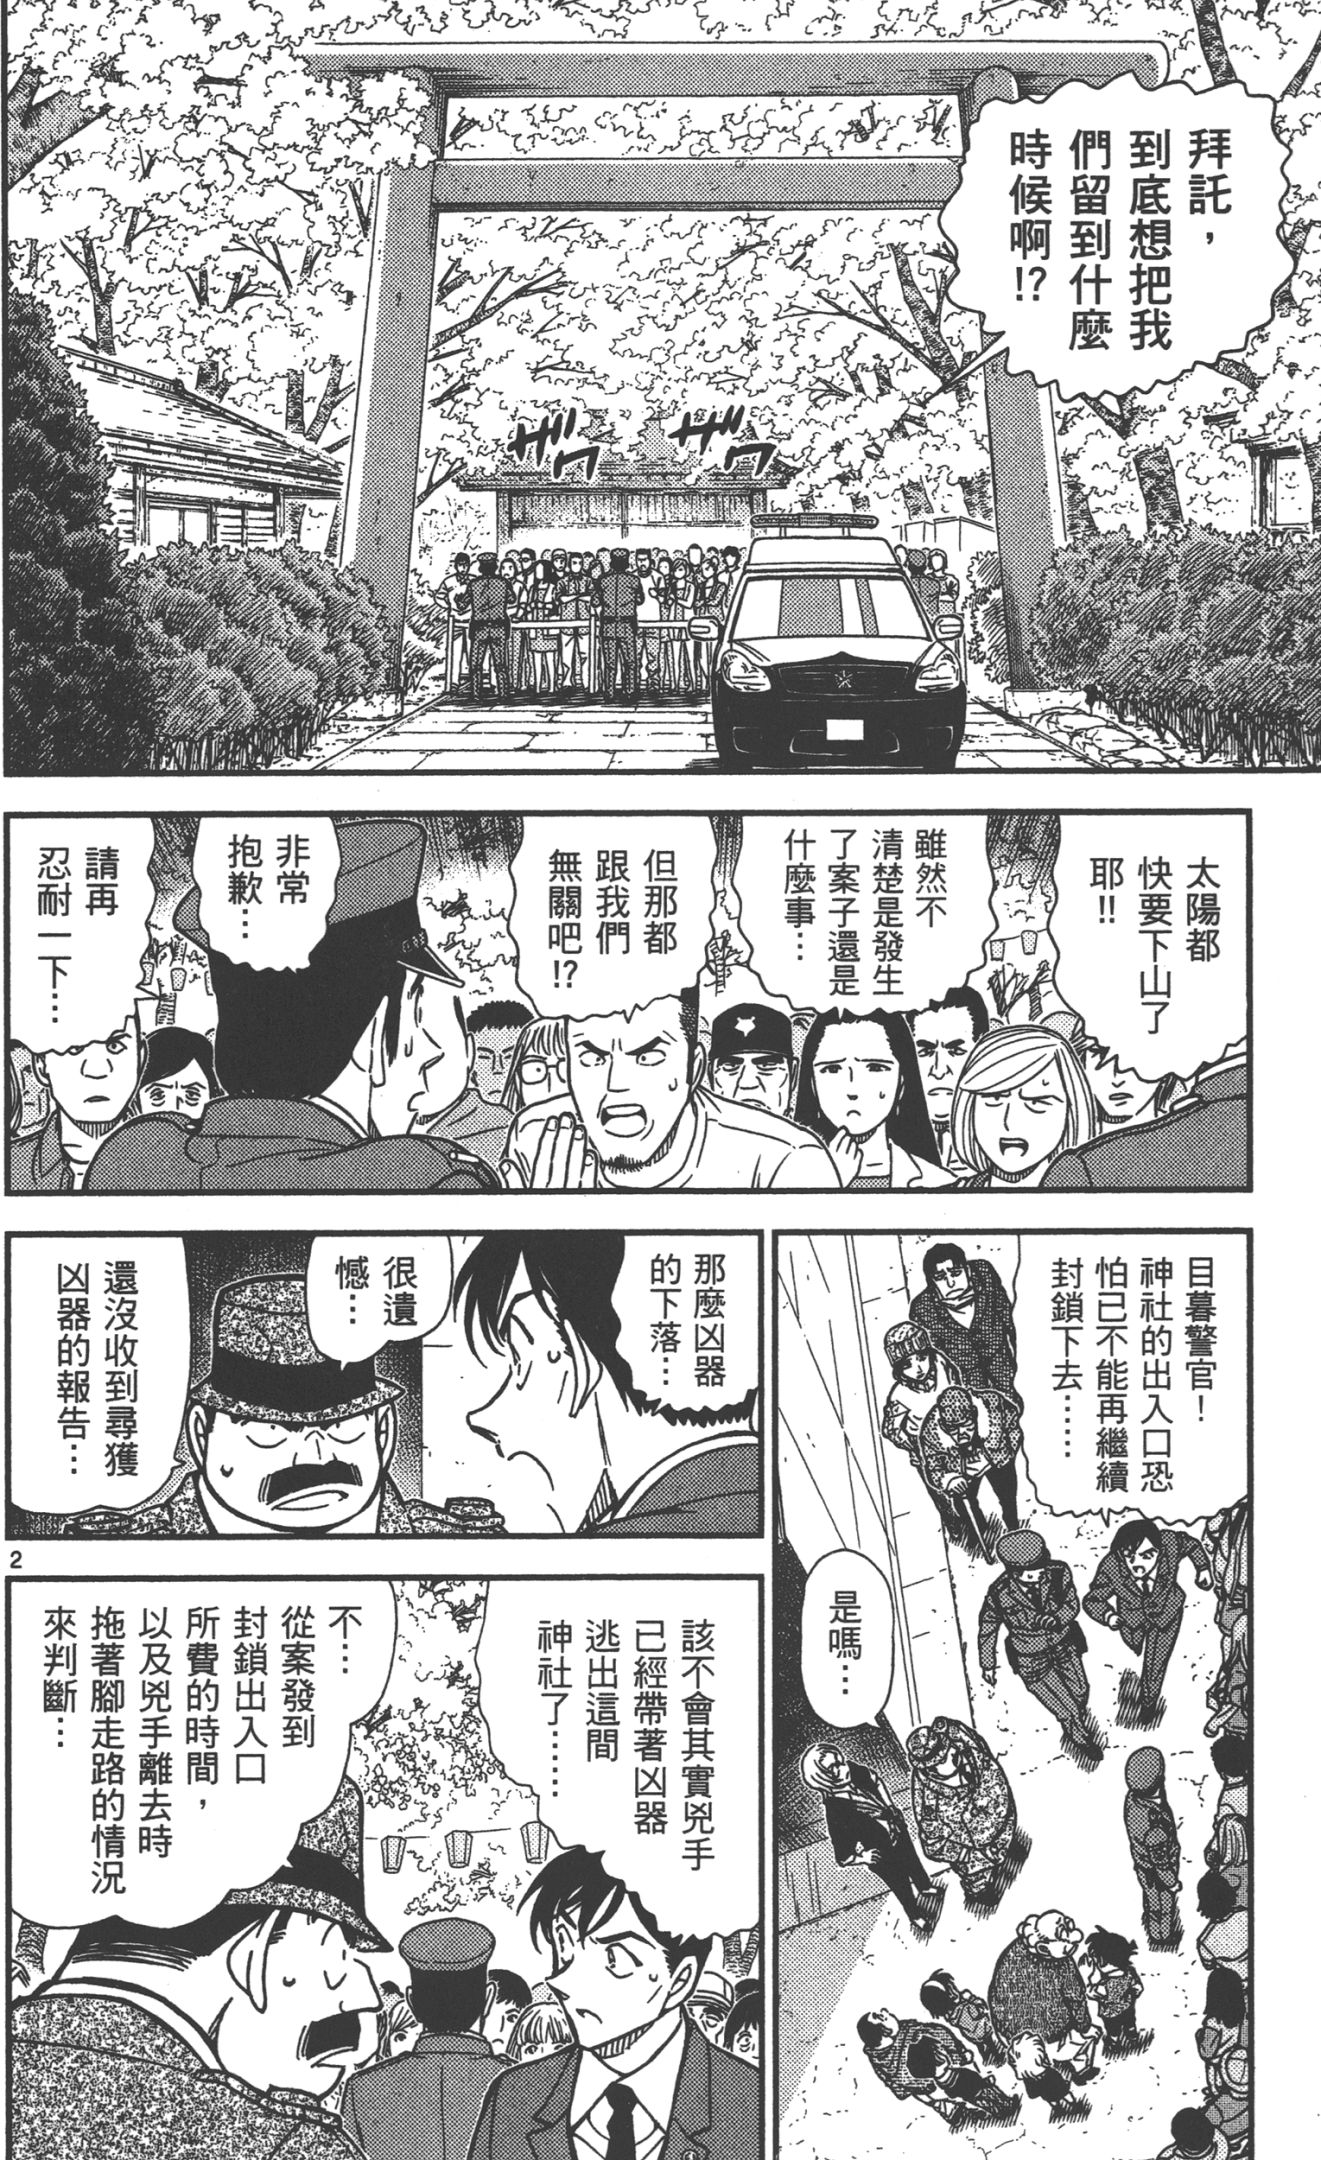 拜託，
到底想把我
們留到什麼
時候啊!?
ザワ
ザワ
太陽都
快要下山了
耶!!
雖然不
清楚是發生
了案子還是
什麼事…
但那都
跟我們
無關吧!?
非常
抱歉…
請再
忍耐一下…
目暮警官！
神社的出入口恐
怕已不能再繼續
封鎖下去……
是嗎…
那麼凶器
的下落…
很遺
憾…
還沒收到尋獲
凶器的報告…
2
該不會其實兇手
已經帶著凶器
逃出這間
神社了……
不…
從案發到
封鎖出入口
所費的時間，
以及兇手離去時
拖著腳走路的情況
來判斷…